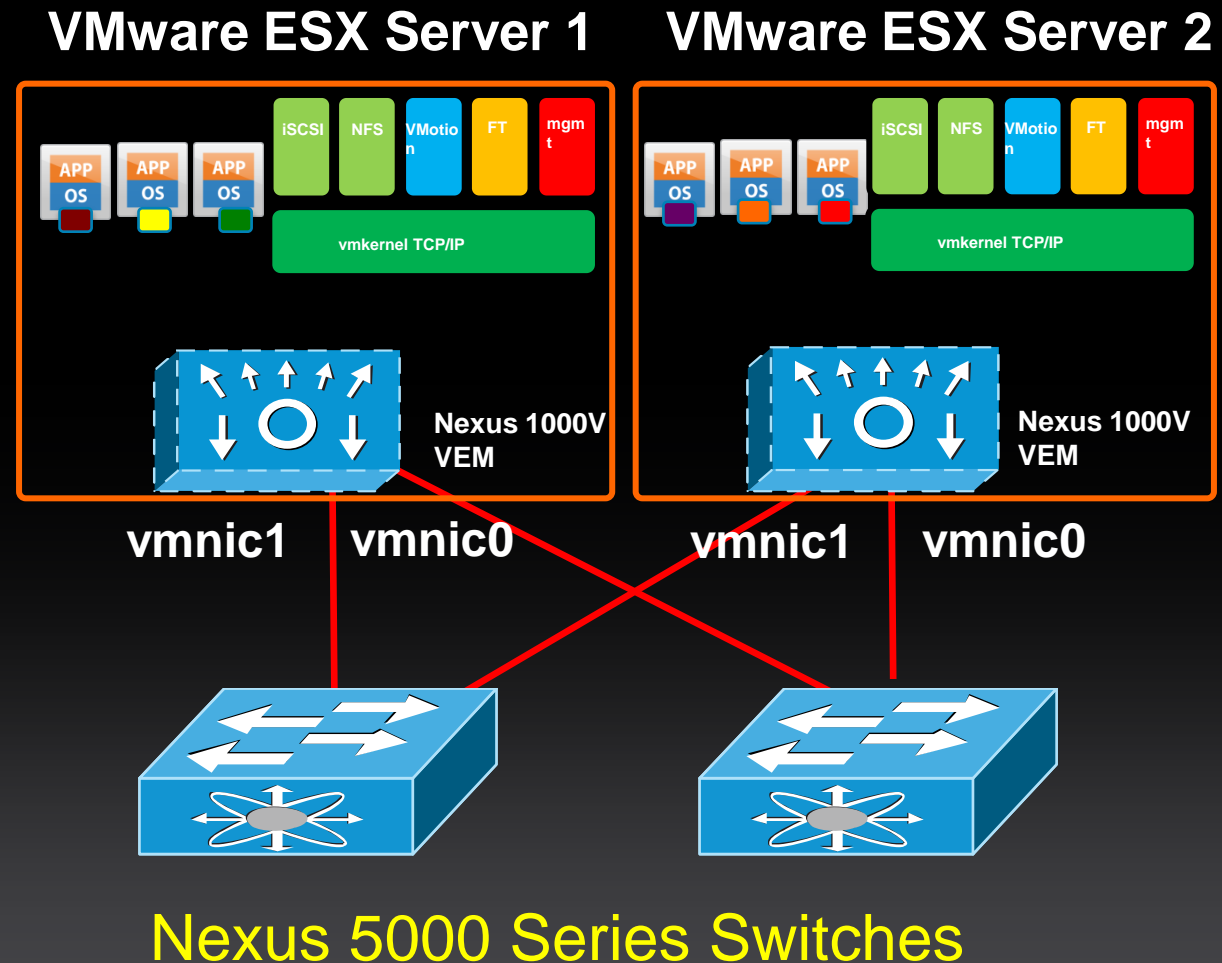 VMware ESX Server 1
VMware ESX Server 2
APP
OS
APP
OS
APP
OS
iSCSI
NFS
VMotio
n
FT
mgm
t
vmkernel TCP/IP
Nexus 1000V
VEM
APP
OS
APP
OS
APP
OS
iSCSI
NFS
VMotio
n
FT
mgm
t
vmkernel TCP/IP
Nexus 1000V
VEM
vmnic1
vmnic0
vmnic1
vmnic0
Nexus 5000 Series Switches